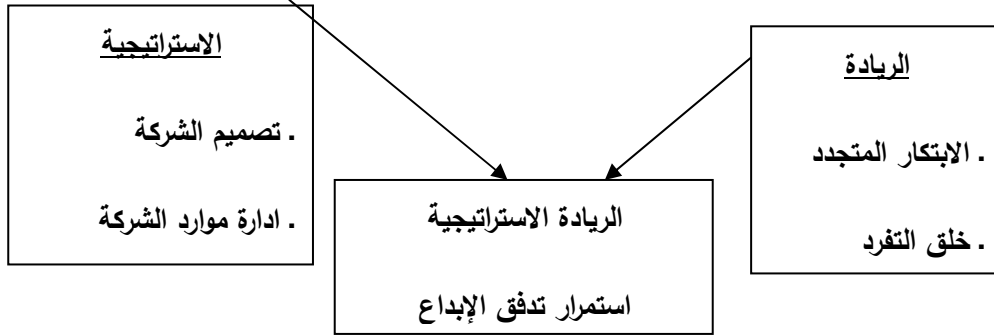 الريادة
. الابتكار المتجدد
. خلق التفرد
الاستراتيجية
. تصميم الشركة
. ادارة موارد الشركة
الريادة الاستراتيجية
استمرار تدفق الإبداع